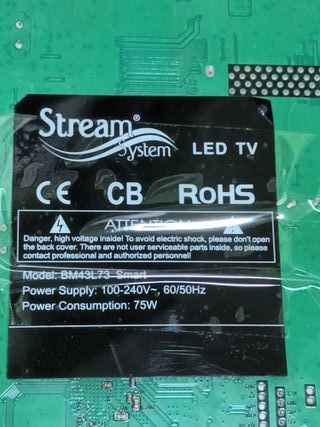 Stream®
System
LED TV
CE CB RoHS
ATTENTION
Danger, high voltage inside! To avoid electric shock, please don't open
the back cover. There are not user serviceable parts inside, so please
contact professional and authorized personnel!
Model: BM43L73 Smart
Power Supply: 100-240V~, 60/50Hz
Power Consumption: 75W